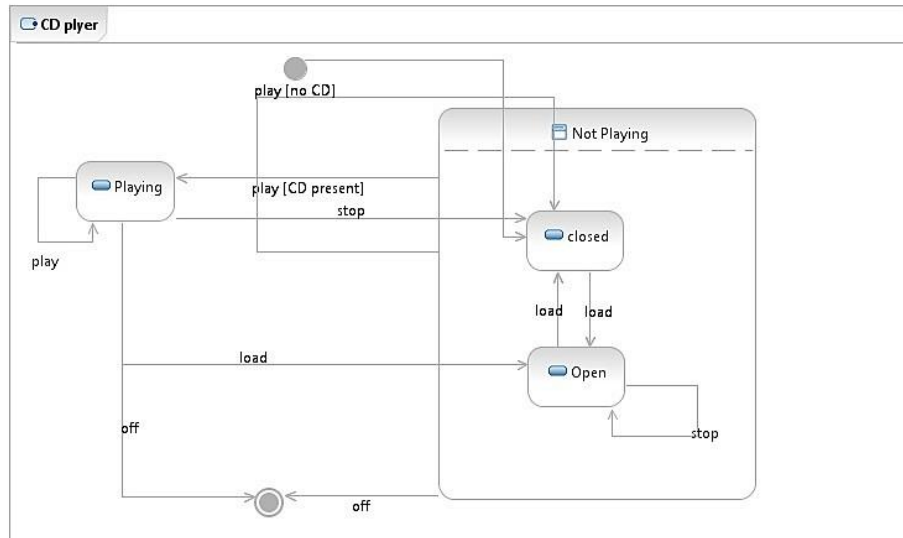 CD plyer
play [no CD]
Not Playing
Playing
play [CD present]
stop
closed
play
load
load
load
Open
off
stop
off